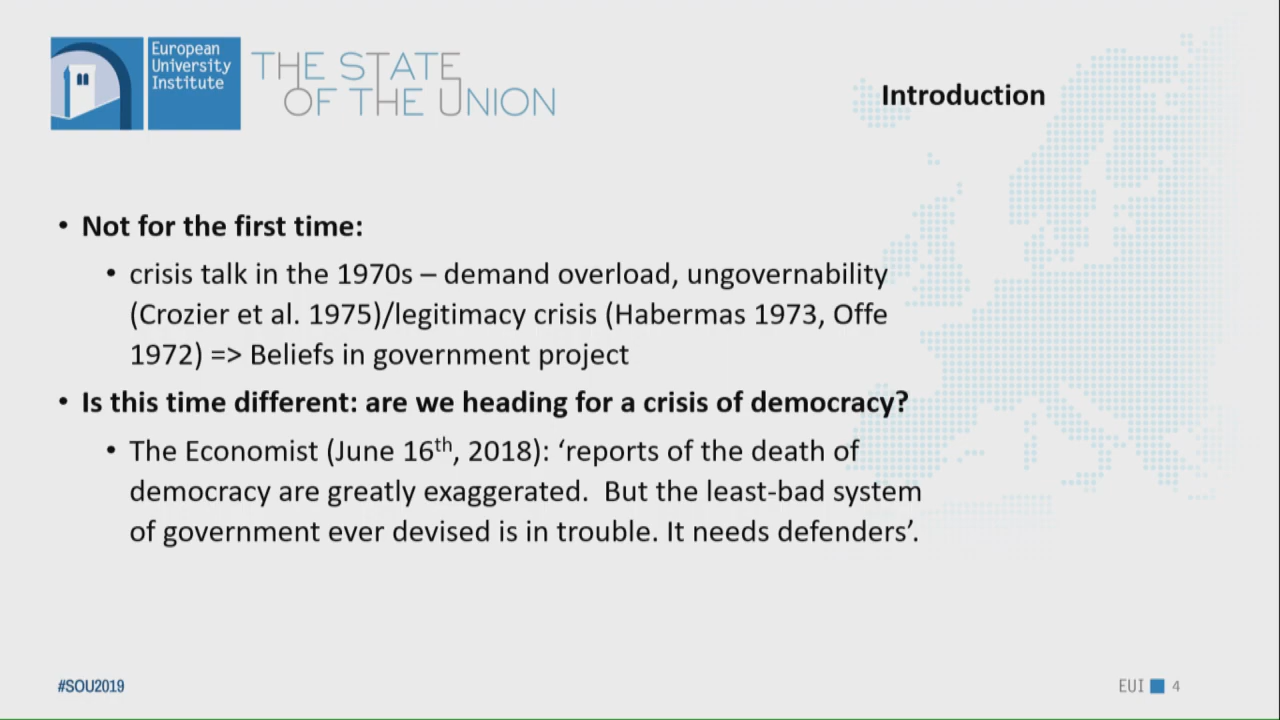 European
University
Institute
THE STATE
OF THE UNION
Introduction
• Not for the first time:
• crisis talk in the 1970s – demand overload, ungovernability
(Crozier et al. 1975)/legitimacy crisis (Habermas 1973, Offe
1972) => Beliefs in government project
• Is this time different: are we heading for a crisis of democracy?
• The Economist (June 16th, 2018): ‘reports of the death of
democracy are greatly exaggerated.  But the least-bad system
of government ever devised is in trouble. It needs defenders’.
#SOU2019
EUI 4